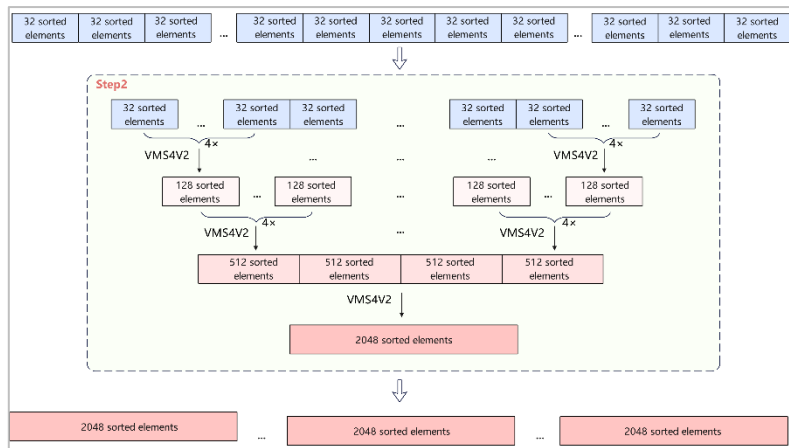 32 sorted elements
32 sorted elements
32 sorted elements
...
32 sorted elements
32 sorted elements
32 sorted elements
32 sorted elements
32 sorted elements
...
32 sorted elements
32 sorted elements
32 sorted elements
Step2
32 sorted elements
...
32 sorted elements
32 sorted elements
...
32 sorted elements
32 sorted elements
...
32 sorted elements
4×
4×
VMS4V2
...
...
...
VMS4V2
128 sorted elements
...
128 sorted elements
...
128 sorted elements
...
128 sorted elements
4×
4×
VMS4V2
...
VMS4V2
512 sorted elements
512 sorted elements
512 sorted elements
512 sorted elements
VMS4V2
2048 sorted elements
2048 sorted elements
...
2048 sorted elements
...
2048 sorted elements